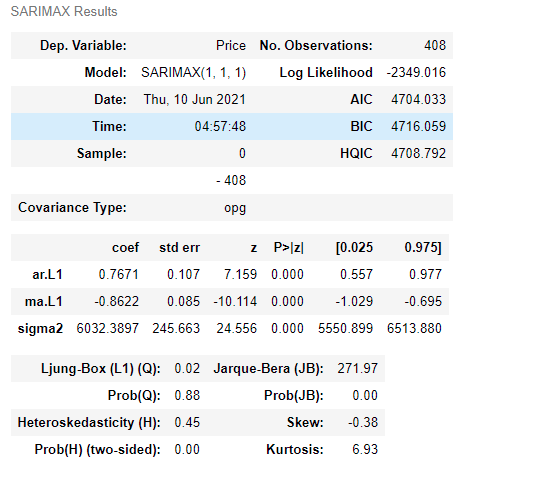 SARIMAX Results
Dep. Variable: Price No. Observations: 408
Model: SARIMAX(1, 1, 1) Log Likelihood -2349.016
Date: Thu, 10 Jun 2021 AIC 4704.033
Time: 04:57:48 BIC 4716.059
Sample: 0 HQIC 4708.792
- 408
Covariance Type: opg
coef std err z P>|z| [0.025 0.975]
ar.L1 0.7671 0.107 7.159 0.000 0.557 0.977
ma.L1 -0.8622 0.085 -10.114 0.000 -1.029 -0.695
sigma2 6032.3897 245.663 24.556 0.000 5550.899 6513.880
Ljung-Box (L1) (Q): 0.02 Jarque-Bera (JB): 271.97
Prob(Q): 0.88 Prob(JB): 0.00
Heteroskedasticity (H): 0.45 Skew: -0.38
Prob(H) (two-sided): 0.00 Kurtosis: 6.93